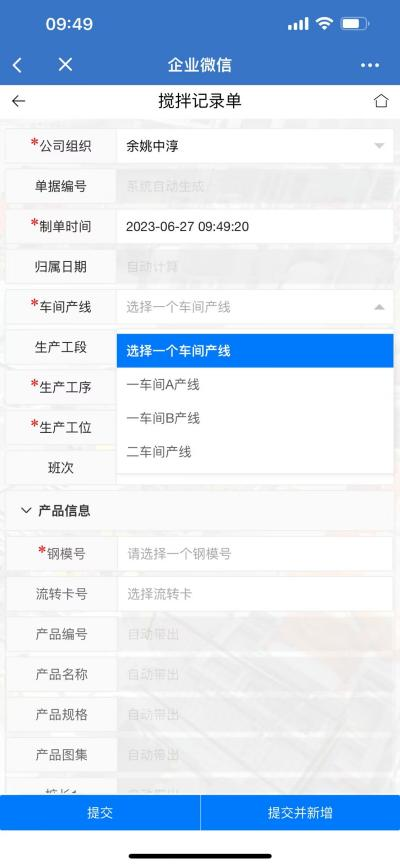 09:49
企业微信
搅拌记录单
*公司组织 余姚中淳
单据编号 系统自动生成
*制单时间 2023-06-27 09:49:20
归属日期 自动计算
*车间产线 选择一个车间产线
生产工段 选择一个车间产线
一车间A产线
*生产工序
一车间B产线
*生产工位
二车间产线
班次
产品信息
*钢模号 请选择一个钢模号
流转卡号 选择流转卡
产品编号 自动带出
产品名称 自动带出
产品规格 自动带出
产品图集 自动带出
提交 提交并新增